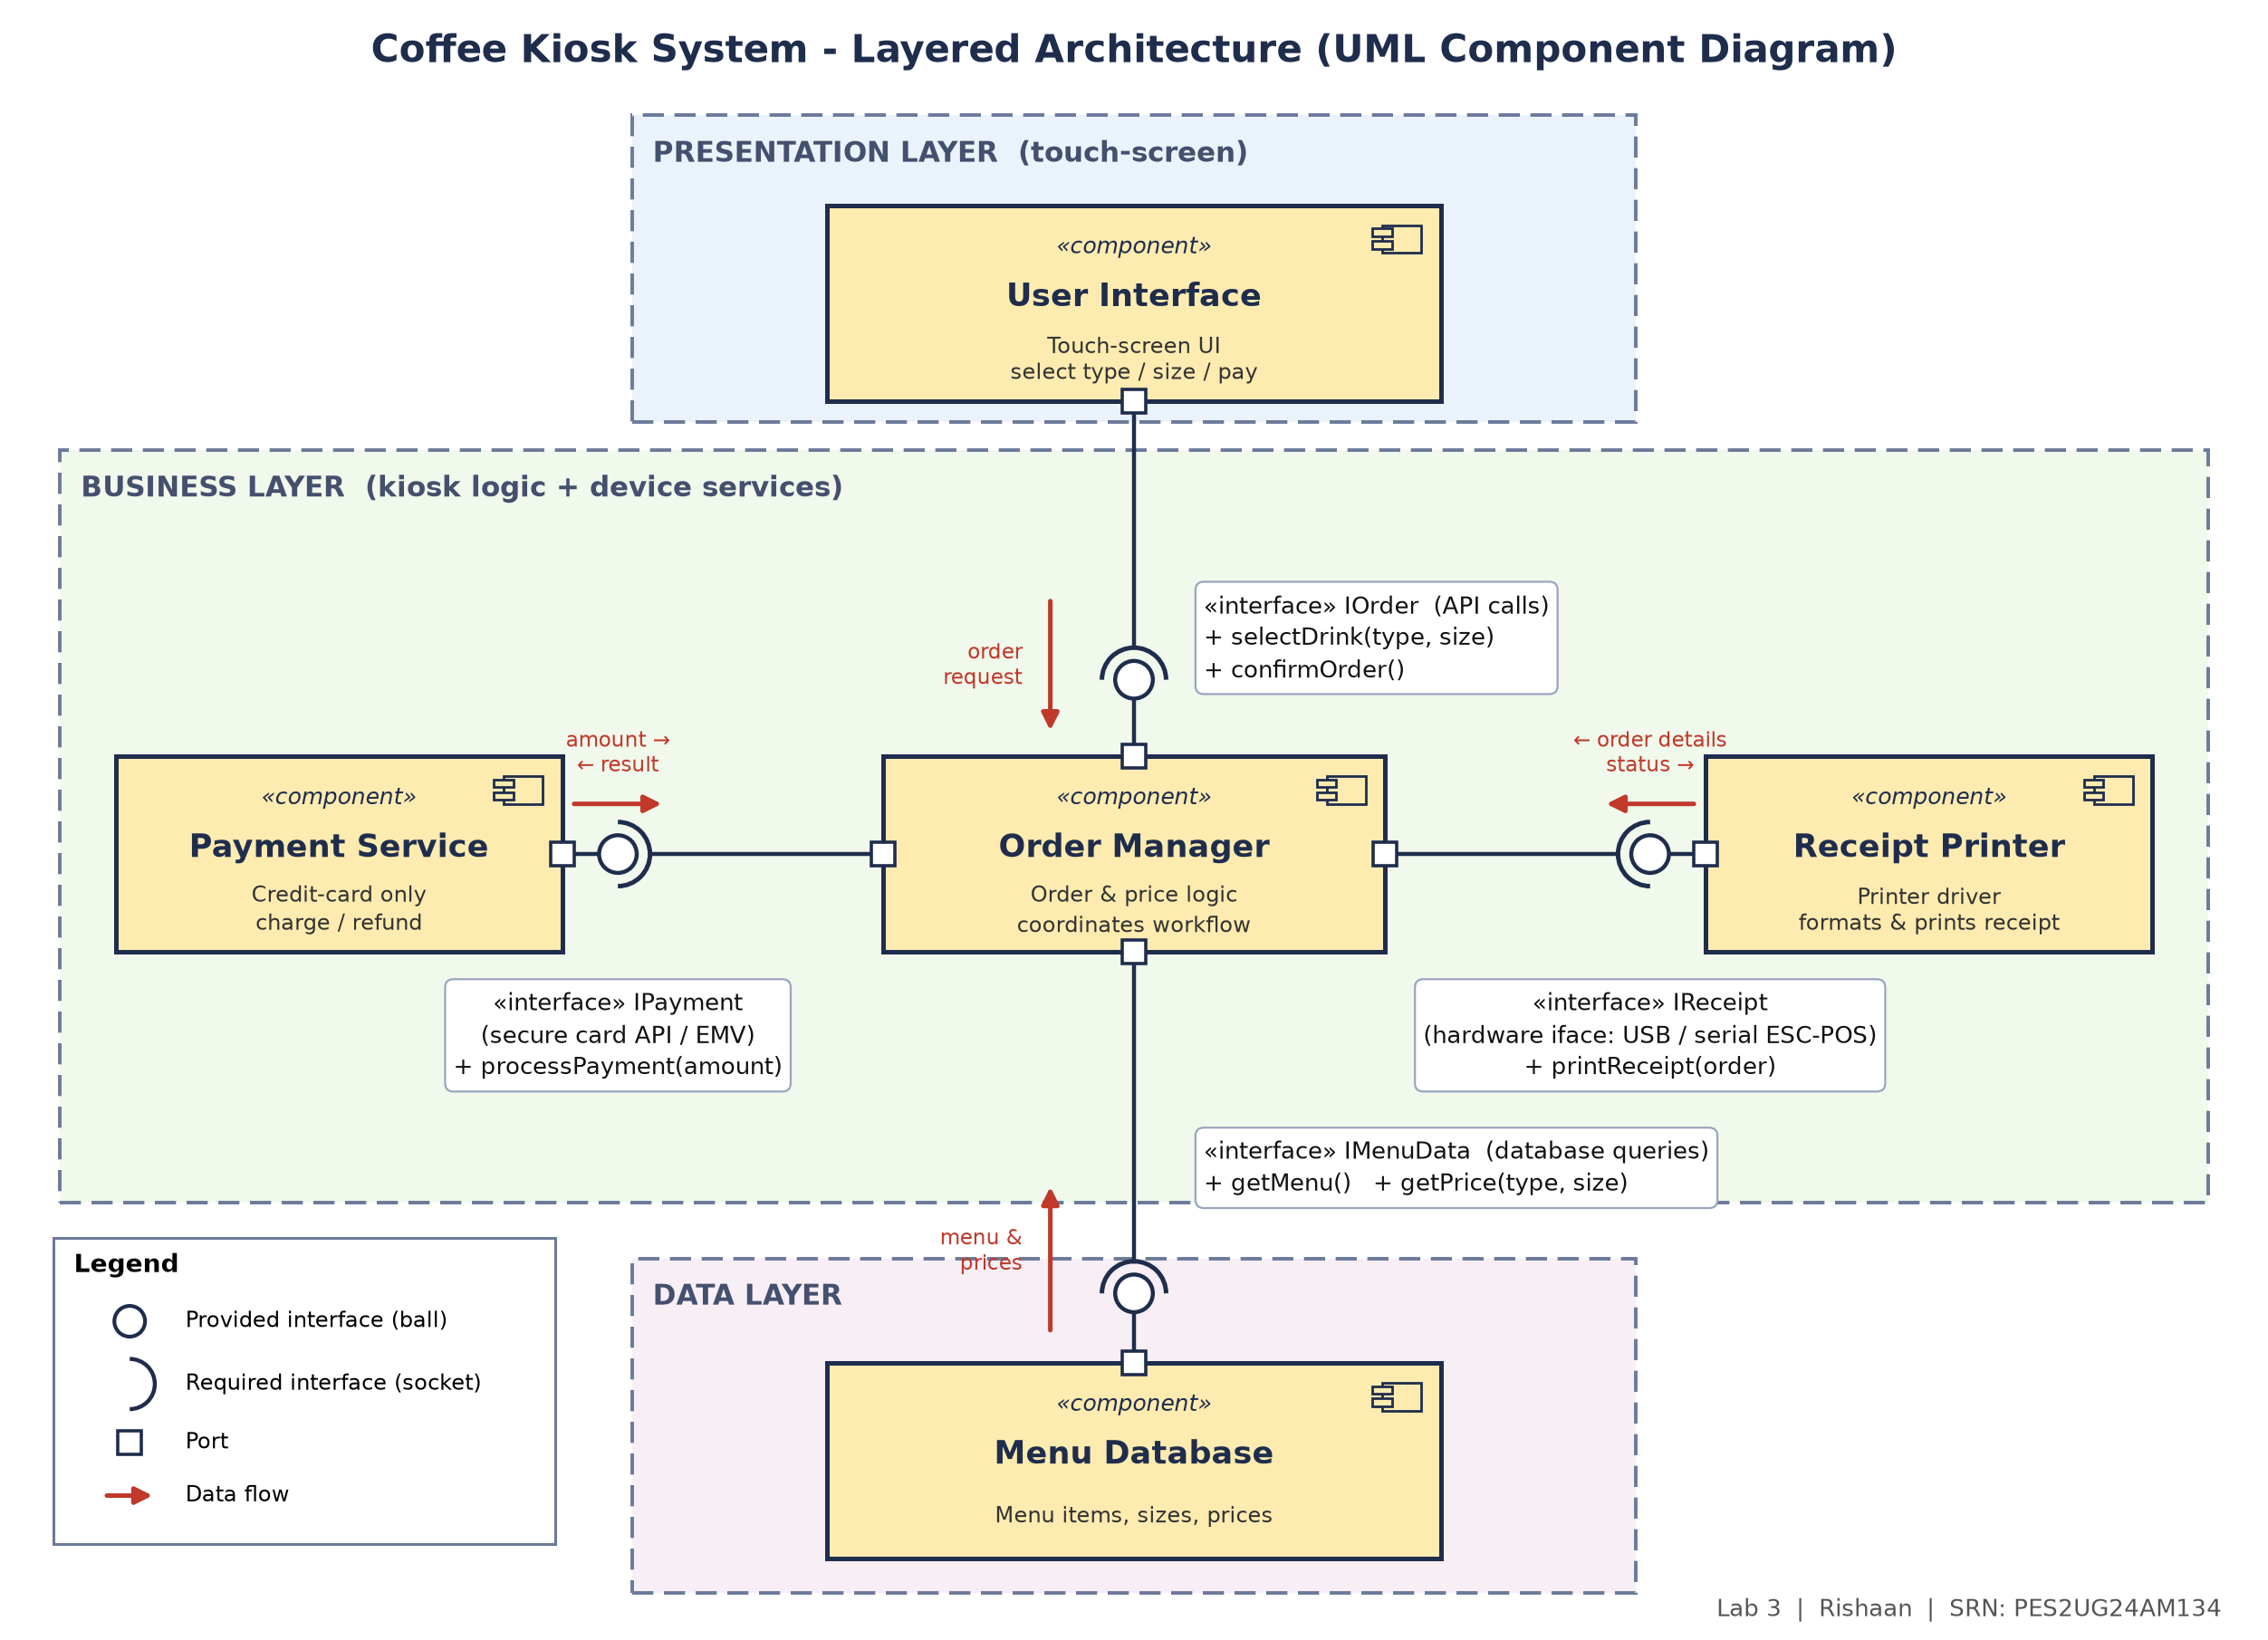 Coffee Kiosk System - Layered Architecture (UML Component Diagram)
PRESENTATION LAYER (touch-screen)
«component»
User Interface
Touch-screen UI
select type / size / pay
BUSINESS LAYER (kiosk logic + device services)
«interface» IOrder (API calls)
+ selectDrink(type, size)
+ confirmOrder()
order
request
amount →
← result
← order details
status →
«component»
Payment Service
Credit-card only
charge / refund
«component»
Order Manager
Order & price logic
coordinates workflow
«component»
Receipt Printer
Printer driver
formats & prints receipt
«interface» IPayment
(secure card API / EMV)
+ processPayment(amount)
«interface» IReceipt
(hardware iface: USB / serial ESC-POS)
+ printReceipt(order)
«interface» IMenuData (database queries)
+ getMenu() + getPrice(type, size)
menu &
prices
DATA LAYER
«component»
Menu Database
Menu items, sizes, prices
Legend
Provided interface (ball)
Required interface (socket)
Port
Data flow
Lab 3 | Rishaan | SRN: PES2UG24AM134